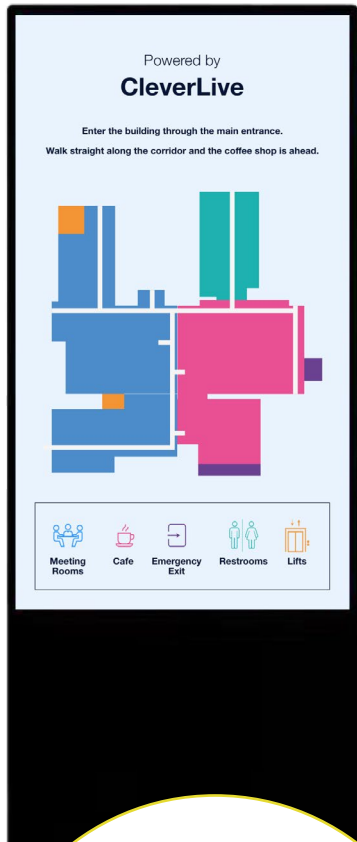 Powered by
CleverLive
Enter the building through the main entrance.
Walk straight along the corridor and the coffee shop is ahead.
Meeting Rooms
Cafe
Emergency Exit
Restrooms
Lifts